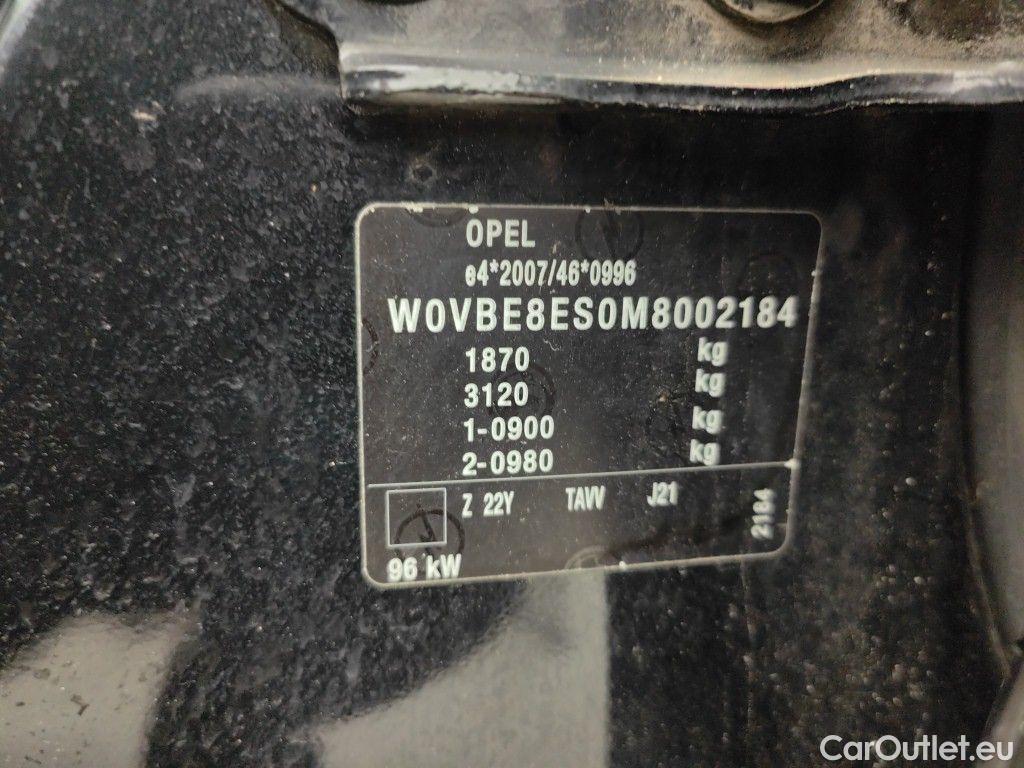 OPEL
e4*2007/46*0996
W0VBE8ES0M8002184
1870 kg
3120 kg
1-0900 kg
2-0980 kg
Z 22Y TAVV J21
2184
96 kW
CarOutlet.eu